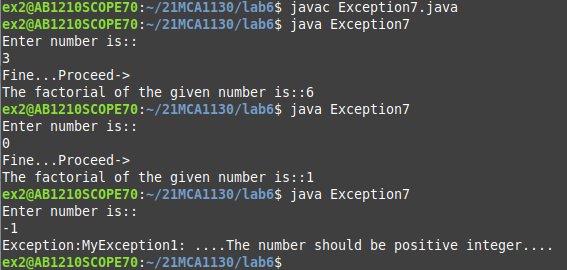 ex2@AB1210SCOPE70:~/21MCA1130/lab6$ javac Exception7.java
ex2@AB1210SCOPE70:~/21MCA1130/lab6$ java Exception7
Enter number is::
3
Fine...Proceed->
The factorial of the given number is::6
ex2@AB1210SCOPE70:~/21MCA1130/lab6$ java Exception7
Enter number is::
0
Fine...Proceed->
The factorial of the given number is::1
ex2@AB1210SCOPE70:~/21MCA1130/lab6$ java Exception7
Enter number is::
-1
Exception:MyException1: ....The number should be positive integer....
ex2@AB1210SCOPE70:~/21MCA1130/lab6$